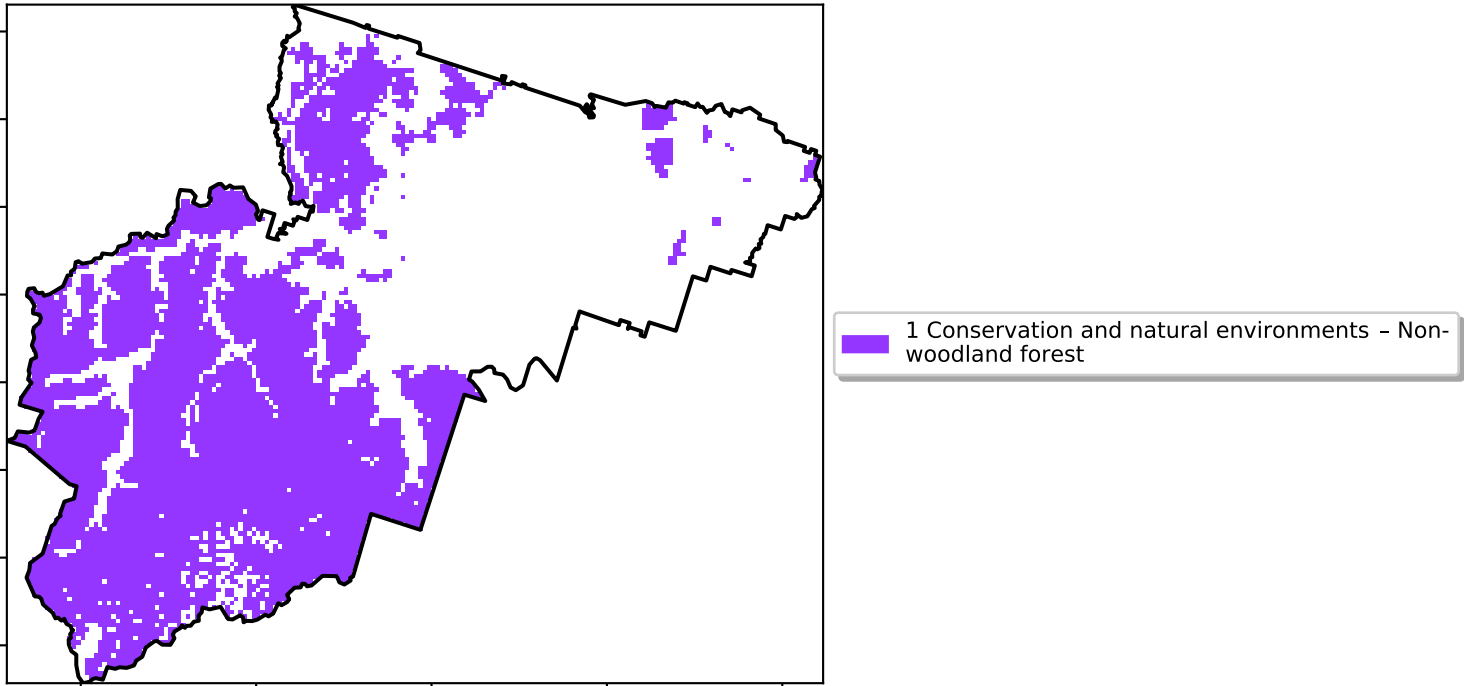 1 Conservation and natural environments – Non-
woodland forest